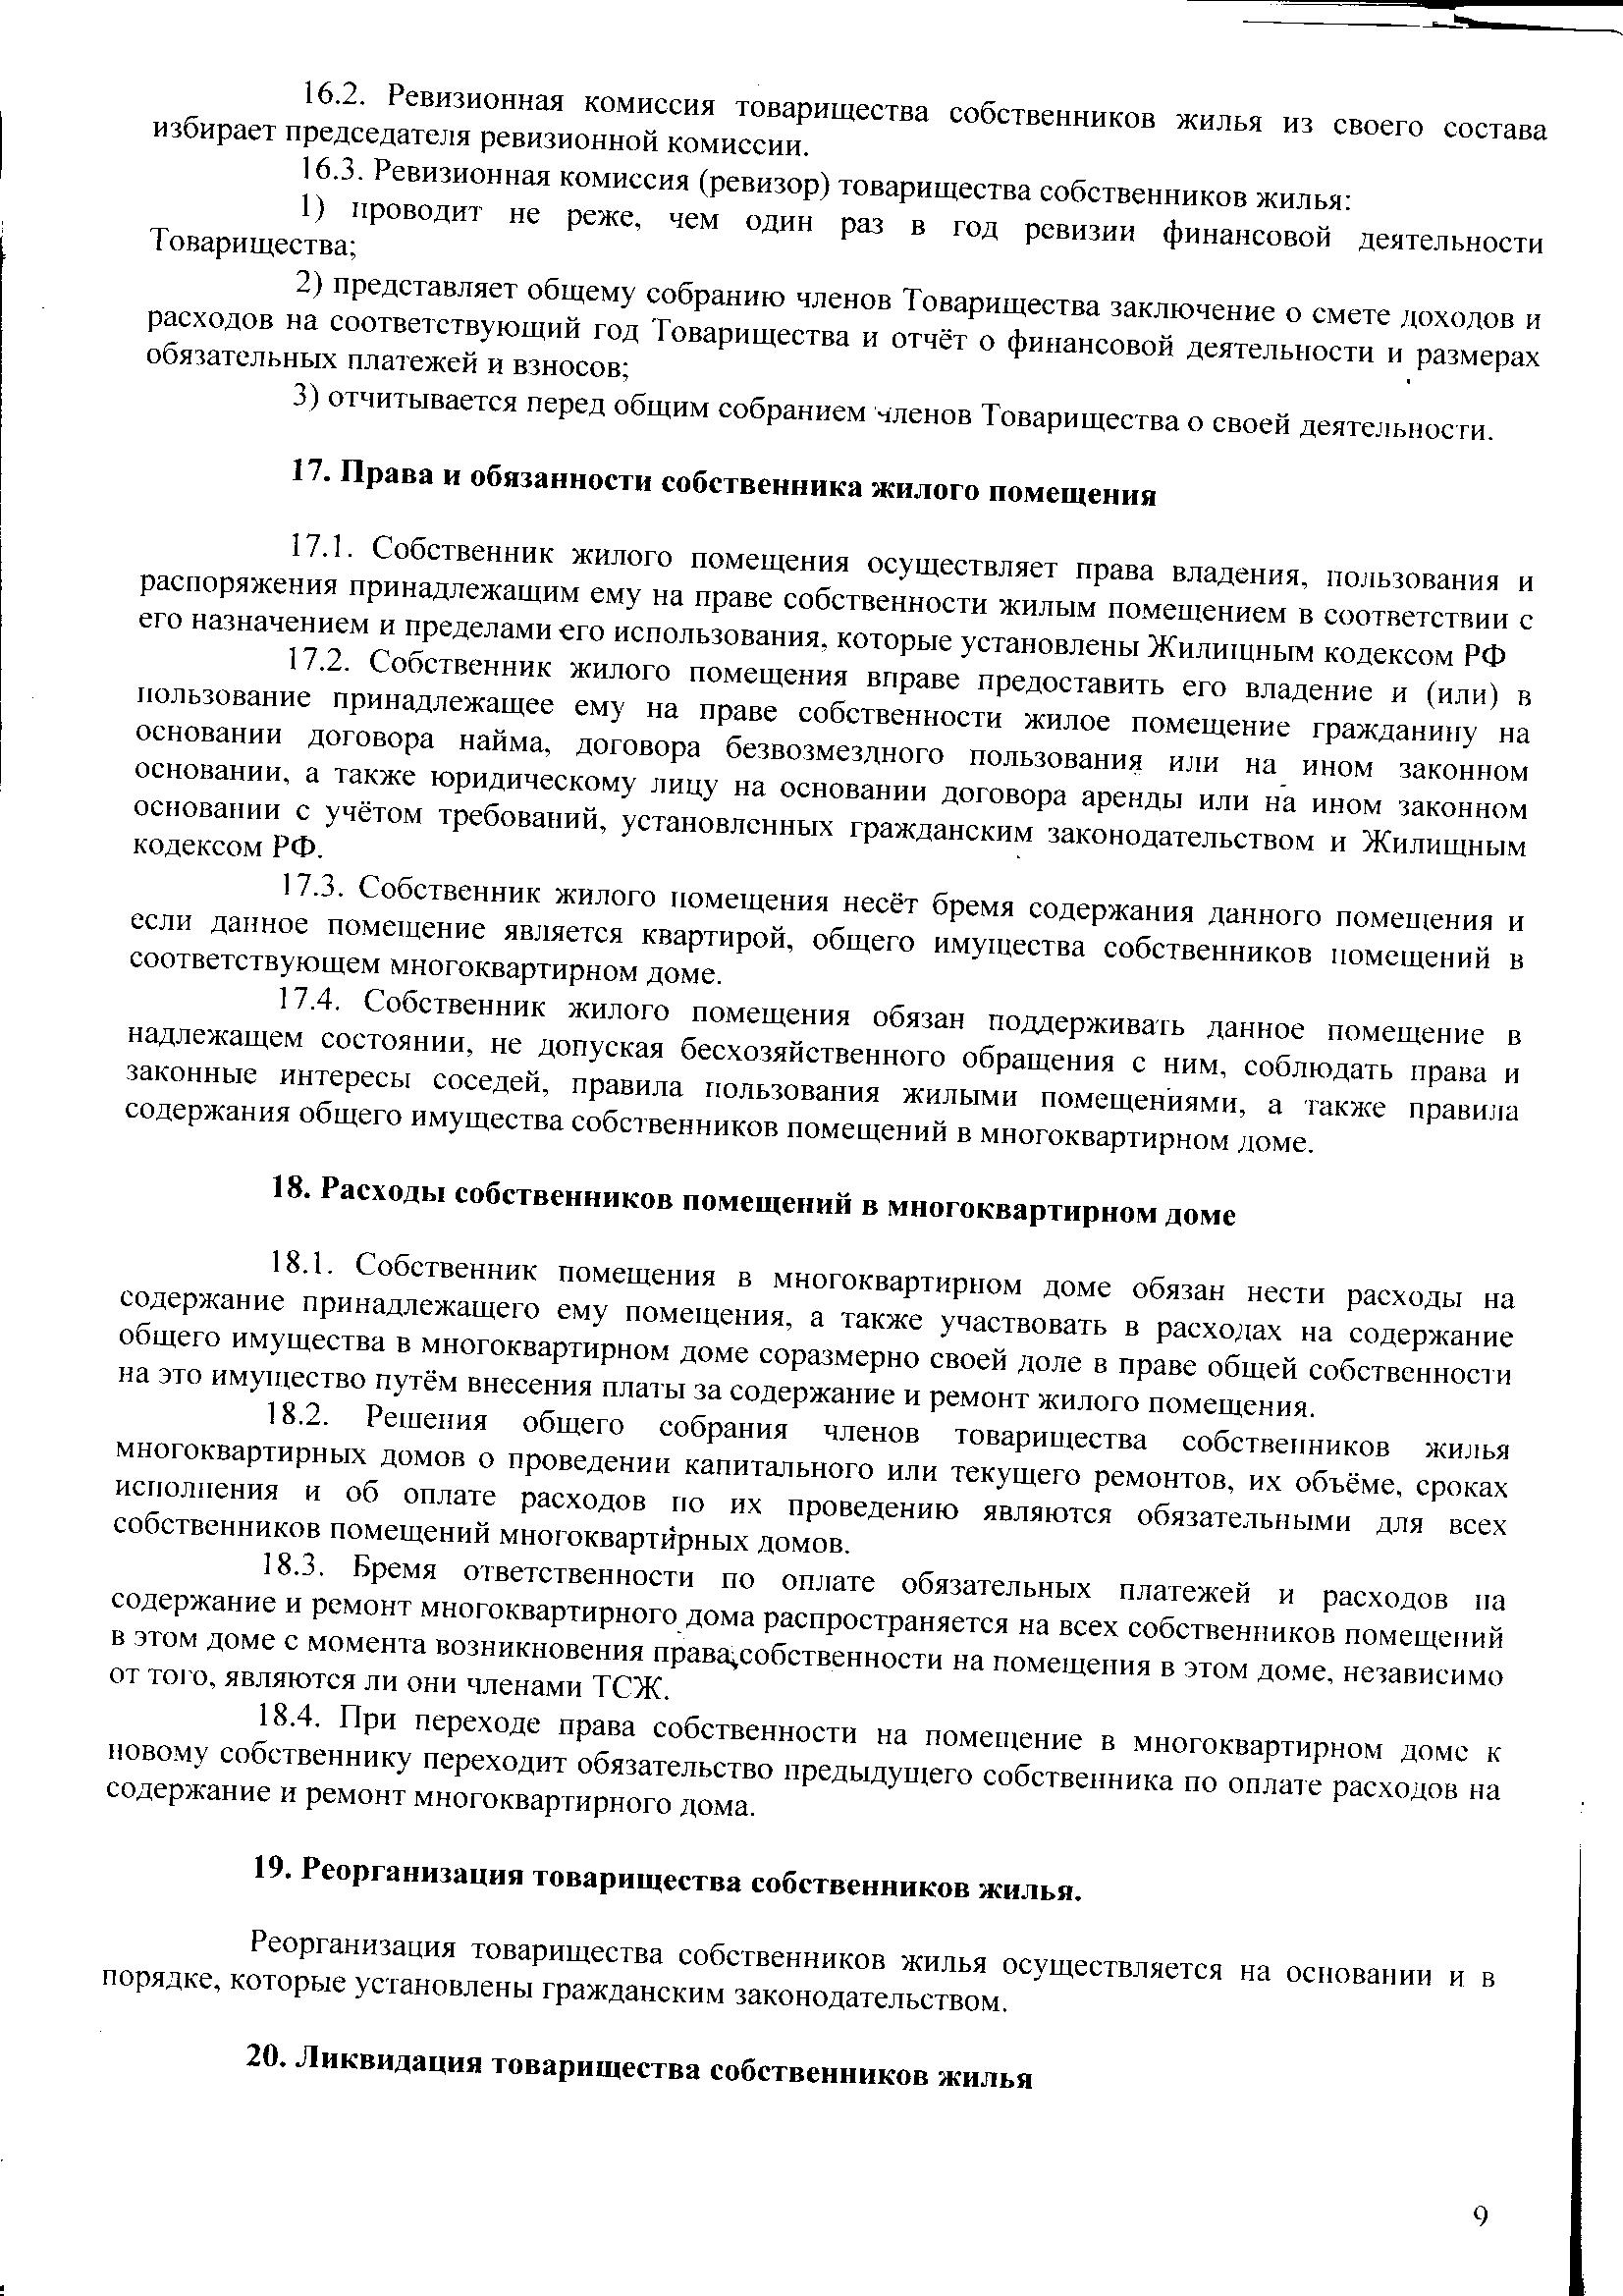 16.2. Ревизионная комиссия товарищества собственников жилья из своего состава
избирает председателя ревизионной комиссии.
16.3. Ревизионная комиссия (ревизор) товарищества собственников жилья:
1) проводит не реже, чем один раз в год ревизии финансовой деятельности
Товарищества;
2) представляет общему собранию членов Товарищества заключение о смете доходов и
расходов на соответствующий год Товарищества и отчёт о финансовой деятельности и размерах
обязательных платежей и взносов;
3) отчитывается перед общим собранием членов Товарищества о своей деятельности.
17. Права и обязанности собственника жилого помещения
17.1. Собственник жилого помещения осуществляет права владения, пользования и
распоряжения принадлежащим ему на праве собственности жилым помещением в соответствии с
его назначением и пределами его использования, которые установлены Жилищным кодексом РФ
17.2. Собственник жилого помещения вправе предоставить его владение и (или) в
пользование принадлежащее ему на праве собственности жилое помещение гражданину на
основании договора найма, договора безвозмездного пользования или на ином законном
основании, а также юридическому лицу на основании договора аренды или на ином законном
основании с учётом требований, установленных гражданским законодательством и Жилищным
кодексом РФ.
17.3. Собственник жилого помещения несёт бремя содержания данного помещения и
если данное помещение является квартирой, общего имущества собственников помещений в
соответствующем многоквартирном доме.
17.4. Собственник жилого помещения обязан поддерживать данное помещение в
надлежащем состоянии, не допуская бесхозяйственного обращения с ним, соблюдать права и
законные интересы соседей, правила пользования жилыми помещениями, а также правила
содержания общего имущества собственников помещений в многоквартирном доме.
18. Расходы собственников помещений в многоквартирном доме
18.1. Собственник помещения в многоквартирном доме обязан нести расходы на
содержание принадлежащего ему помещения, а также участвовать в расходах на содержание
общего имущества в многоквартирном доме соразмерно своей доле в праве общей собственности
на это имущество путём внесения платы за содержание и ремонт жилого помещения.
18.2. Решения общего собрания членов товарищества собственников жилья
многоквартирных домов о проведении капитального или текущего ремонтов, их объёме, сроках
исполнения и об оплате расходов по их проведению являются обязательными для всех
собственников помещений многоквартирных домов.
18.3. Бремя ответственности по оплате обязательных платежей и расходов на
содержание и ремонт многоквартирного дома распространяется на всех собственников помещений
в этом доме с момента возникновения права собственности на помещения в этом доме, независимо
от того, являются ли они членами ТСЖ.
18.4. При переходе права собственности на помещение в многоквартирном доме к
новому собственнику переходит обязательство предыдущего собственника по оплате расходов на
содержание и ремонт многоквартирного дома.
19. Реорганизация товарищества собственников жилья.
Реорганизация товарищества собственников жилья осуществляется на основании и в
порядке, которые установлены гражданским законодательством.
20. Ликвидация товарищества собственников жилья
9